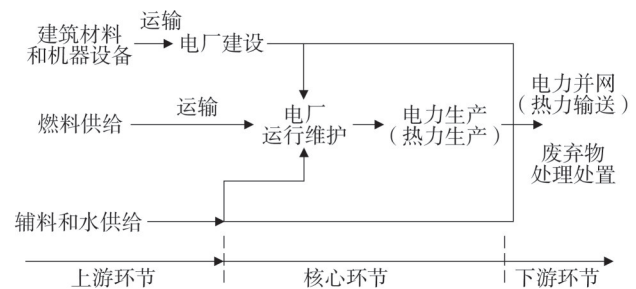 建筑材料
和机器设备
运输
电厂建设
燃料供给
运输
电厂
运行维护
电力生产
（热力生产）
电力并网
（热力输送）
废弃物
处理处置
辅料和水供给
上游环节
核心环节
下游环节